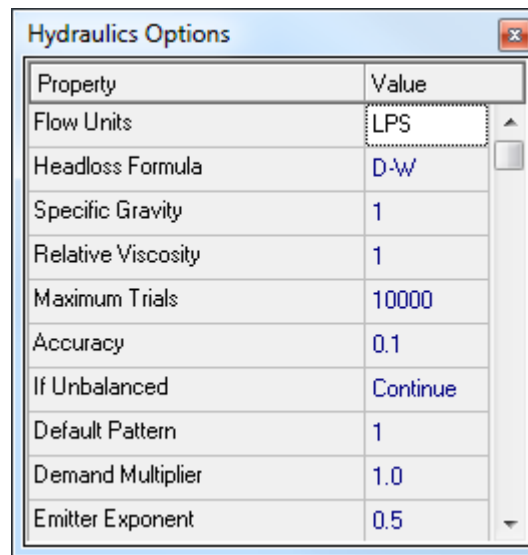 Hydraulics Options
Property Value
Flow Units LPS
Headloss Formula D-W
Specific Gravity 1
Relative Viscosity 1
Maximum Trials 10000
Accuracy 0.1
If Unbalanced Continue
Default Pattern 1
Demand Multiplier 1.0
Emitter Exponent 0.5